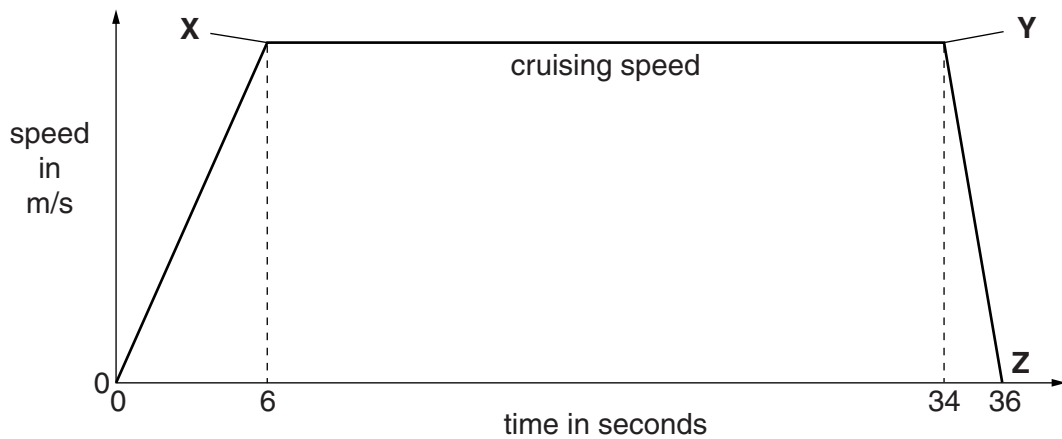 X
Y
cruising speed
speed
in
m/s
Z
0
0
6
34
36
time in seconds